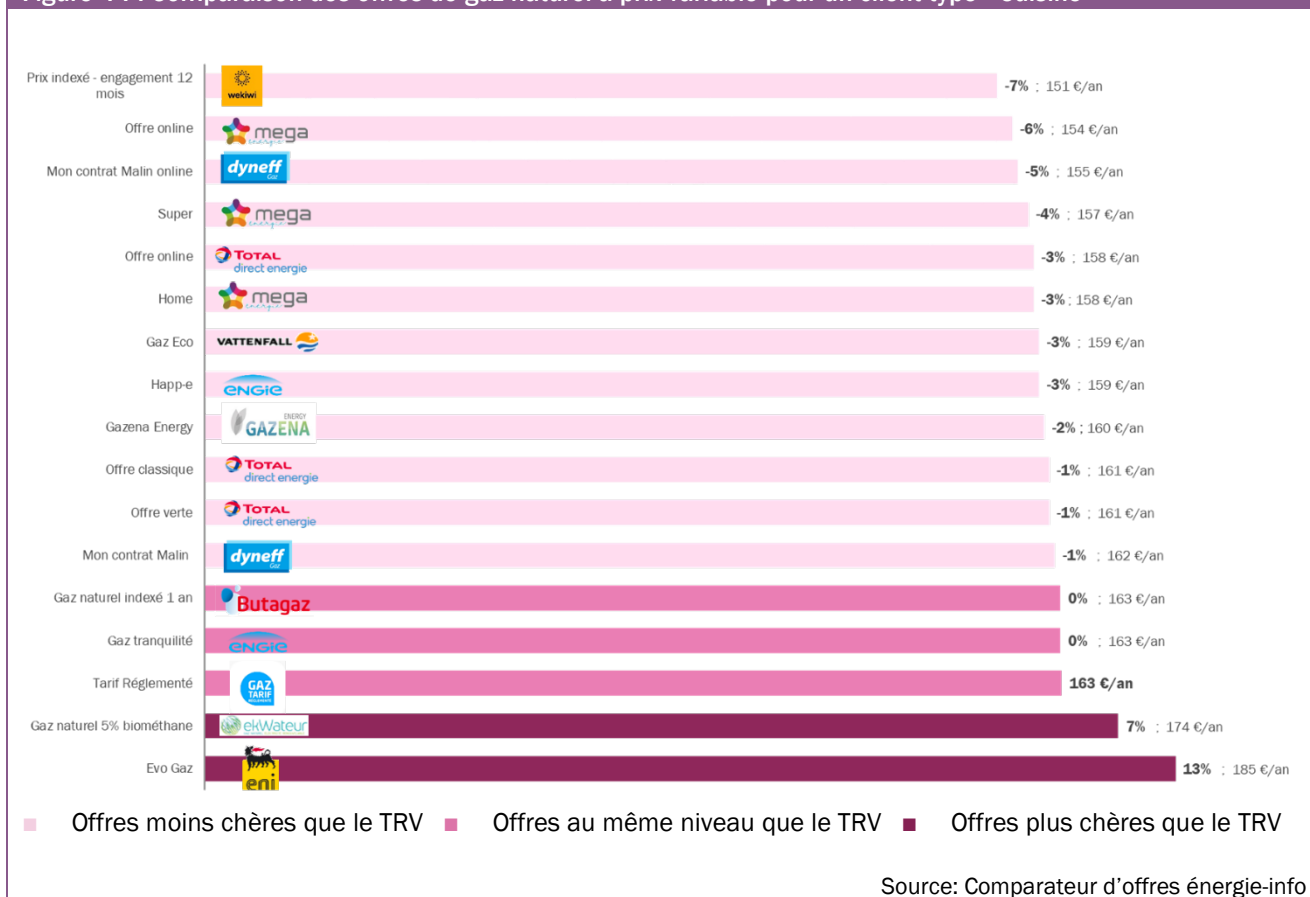 Prix indexé - engagement 12
mois
wekiwi
-7% ; 151 €/an
Offre online
mega
energie
-6% ; 154 €/an
Mon contrat Malin online
dyneff
Gaz
-5% ; 155 €/an
Super
mega
energie
-4% ; 157 €/an
Offre online
TOTAL
direct energie
-3% ; 158 €/an
Home
mega
energie
-3% ; 158 €/an
Gaz Eco
VATTENFALL
-3% ; 159 €/an
Happ-e
ENGIE
-3% ; 159 €/an
Gazena Energy
ENERGY
GAZENA
-2% ; 160 €/an
Offre classique
TOTAL
direct energie
-1% ; 161 €/an
Offre verte
TOTAL
direct energie
-1% ; 161 €/an
Mon contrat Malin
dyneff
Gaz
-1% ; 162 €/an
Gaz naturel indexé 1 an
Butagaz
0% ; 163 €/an
Gaz tranquilité
ENGIE
0% ; 163 €/an
Tarif Réglementé
GAZ
TARIF
RÉGLEMENTÉ
163 €/an
Gaz naturel 5% biométhane
ekWateur
7% ; 174 €/an
Evo Gaz
eni
13% ; 185 €/an
Offres moins chères que le TRV
Offres au même niveau que le TRV
Offres plus chères que le TRV
Source: Comparateur d'offres énergie-info